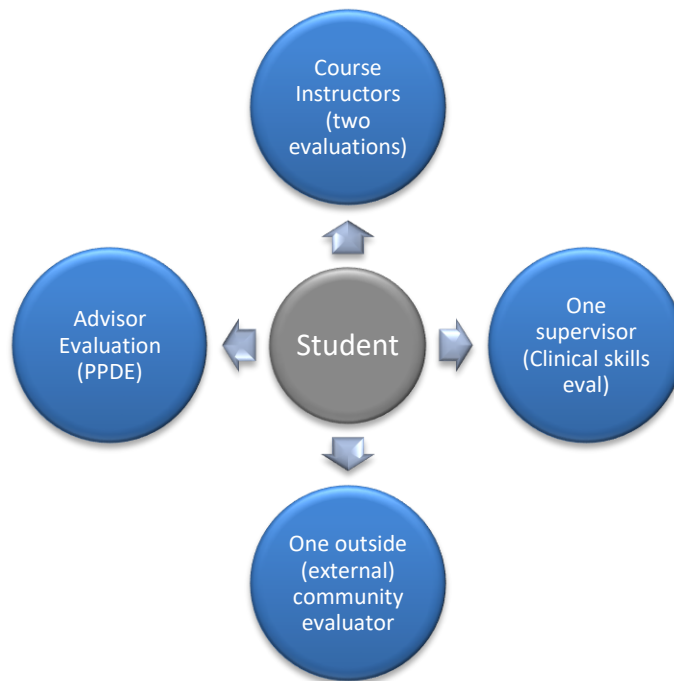 Course
Instructors
(two
evaluations)
Advisor
Evaluation
(PPDE)
Student
One
supervisor
(Clinical skills
eval)
One outside
(external)
community
evaluator